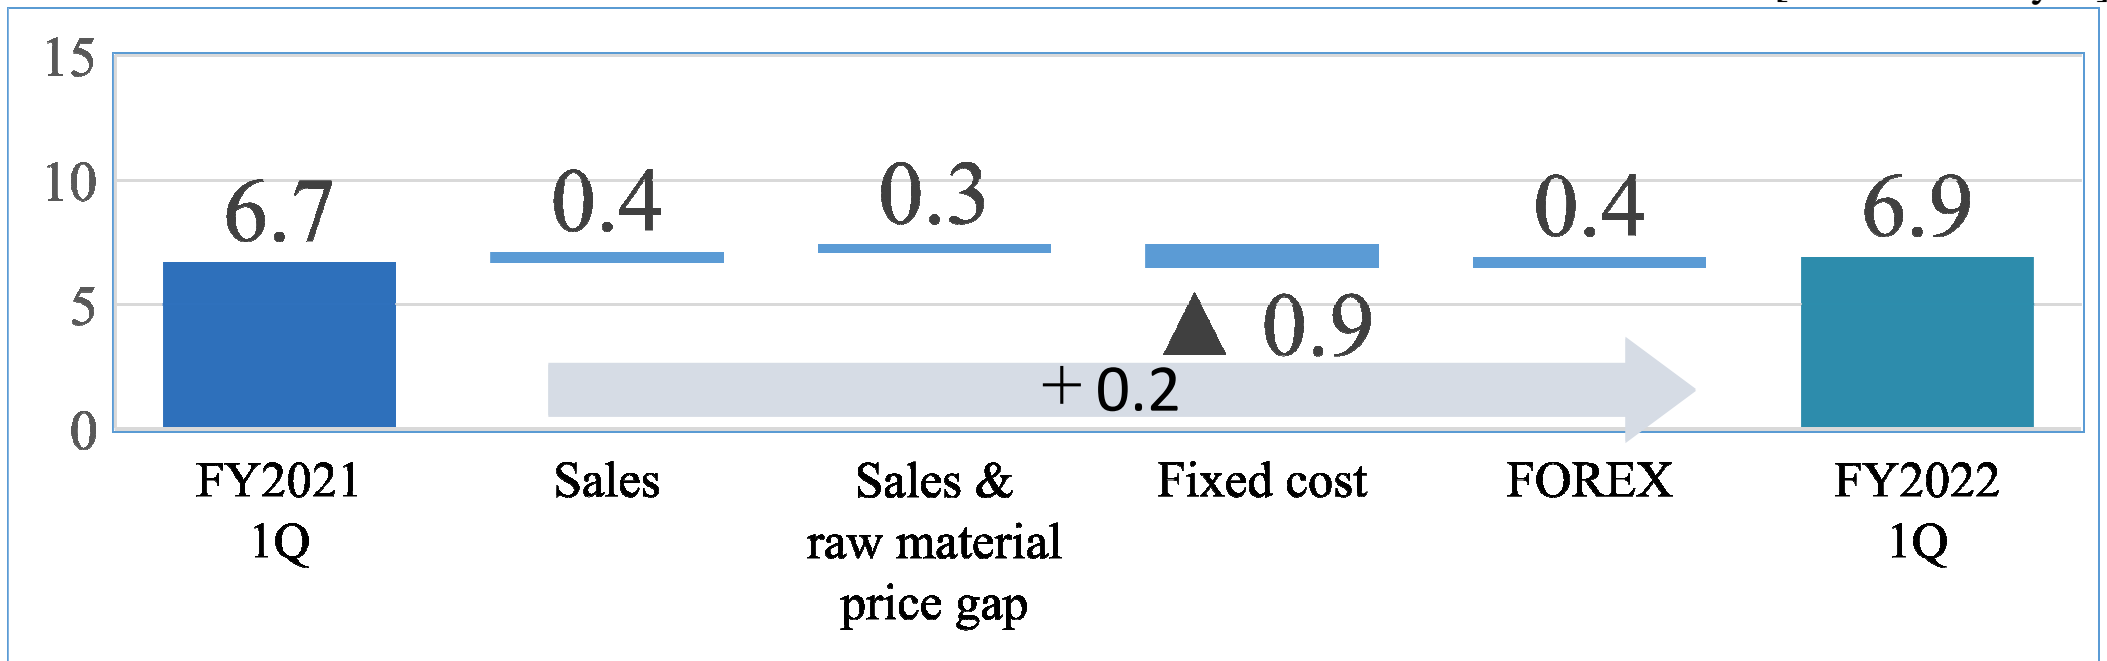 15
10
5
0
6.7
0.4
0.3
▲ 0.9
0.4
6.9
+ 0.2
FY2021
1Q
Sales
Sales &
raw material
price gap
Fixed cost
FOREX
FY2022
1Q